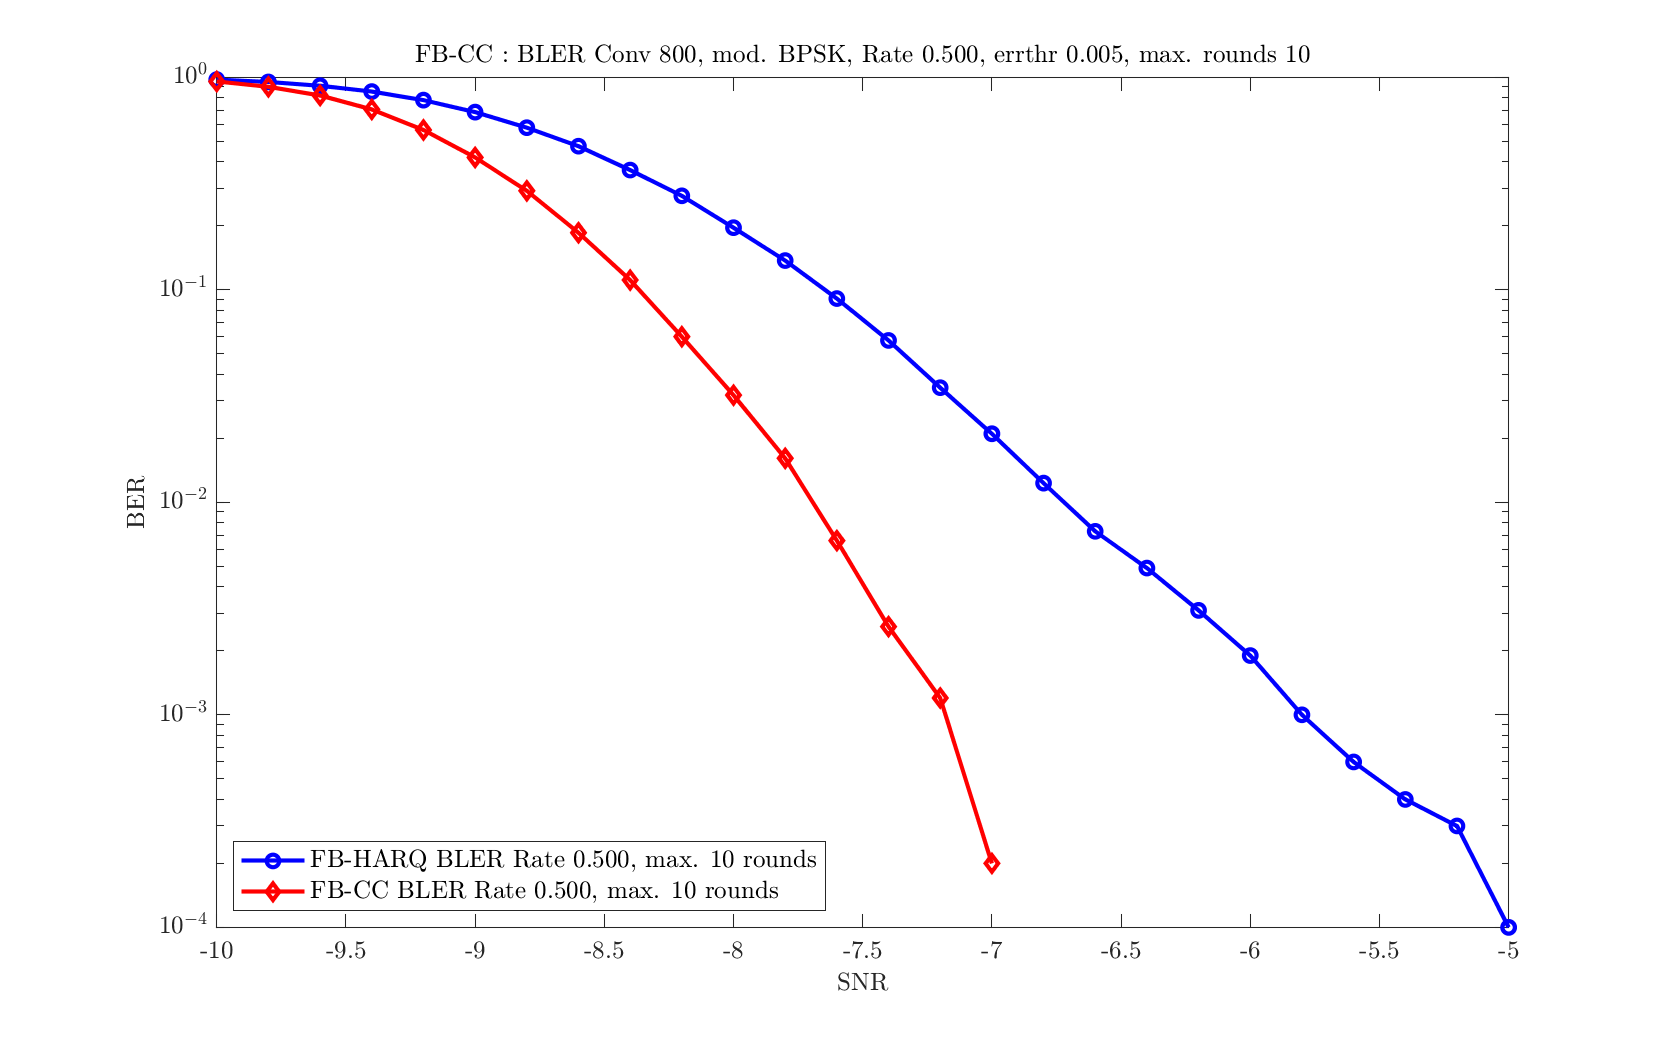 FB-CC : BLER Conv 800, mod. BPSK, Rate 0.500, errthr 0.005, max. rounds 10
10^0
10^-1
10^-2
10^-3
10^-4
BER
FB-HARQ BLER Rate 0.500, max. 10 rounds
FB-CC BLER Rate 0.500, max. 10 rounds
-10 -9.5 -9 -8.5 -8 -7.5 -7 -6.5 -6 -5.5 -5
SNR